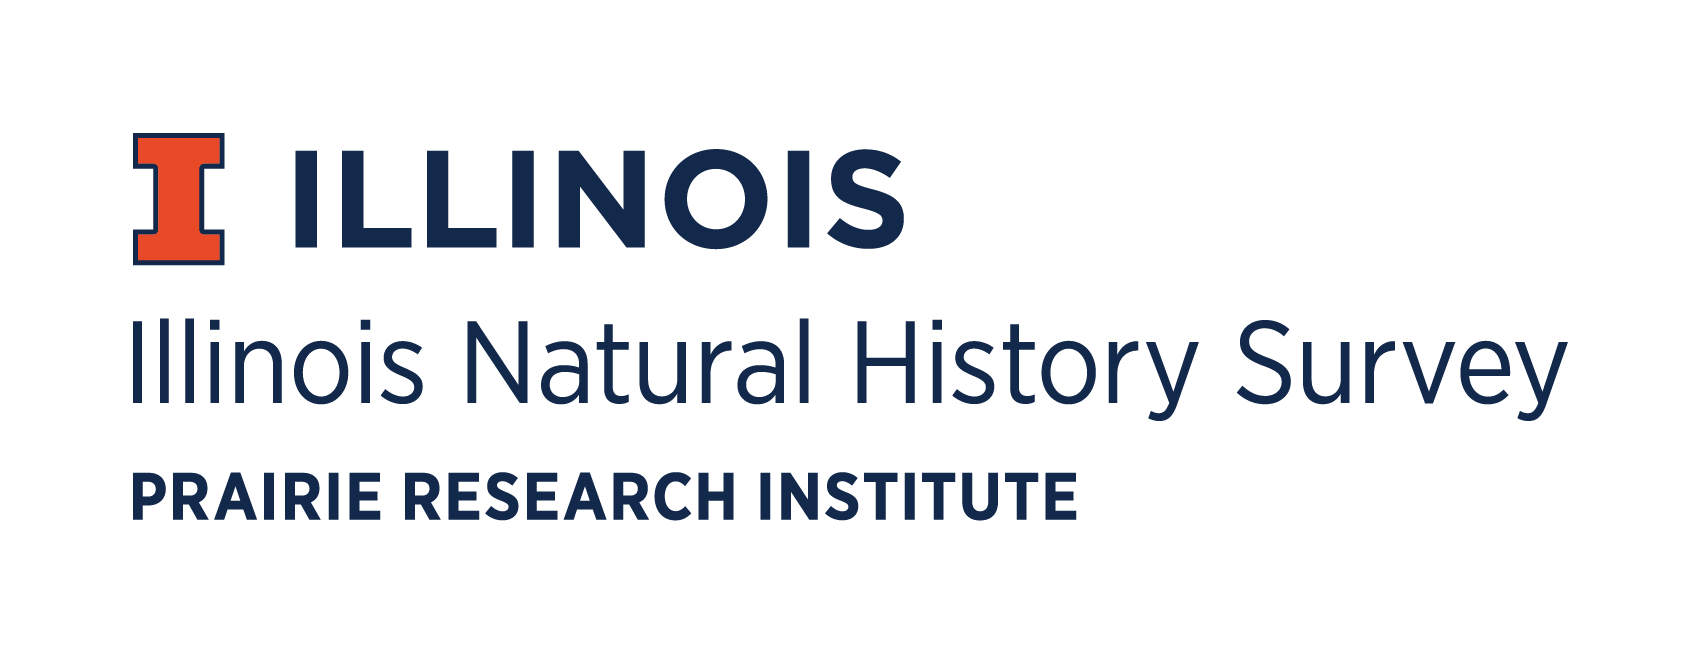 I ILLINOIS
Illinois Natural History Survey
PRAIRIE RESEARCH INSTITUTE